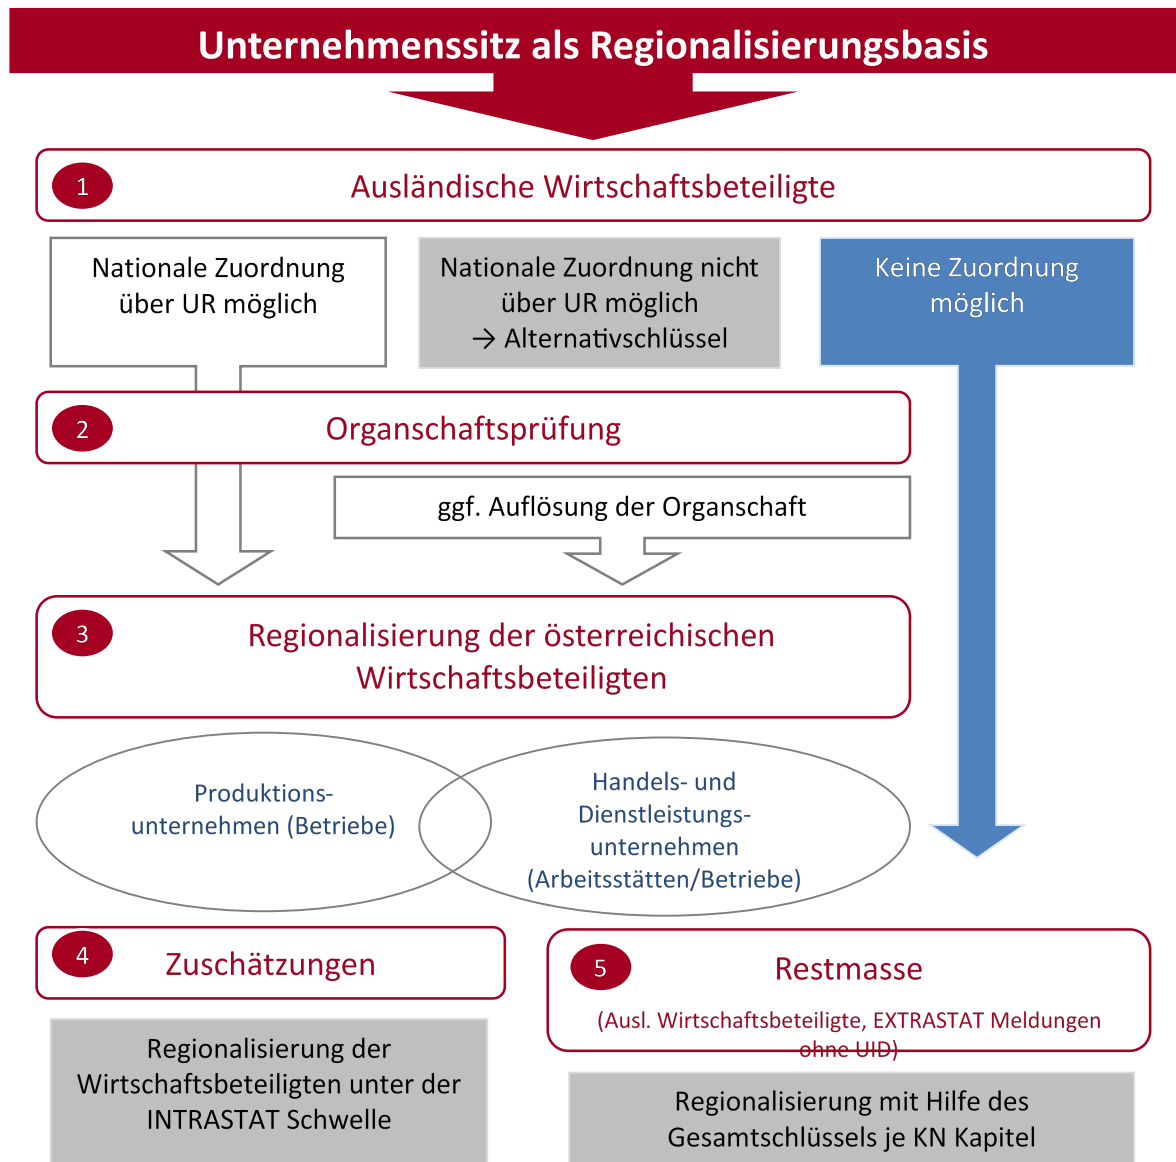 Unternehmenssitz als Regionalisierungsbasis
1
Ausländische Wirtschaftsbeteiligte
Nationale Zuordnung
über UR möglich
Nationale Zuordnung nicht
über UR möglich
→ Alternativschlüssel
Keine Zuordnung
möglich
2
Organschaftsprüfung
ggf. Auflösung der Organschaft
3
Regionalisierung der österreichischen
Wirtschaftsbeteiligten
Produktions-
unternehmen (Betriebe)
Handels- und
Dienstleistungs-
unternehmen
(Arbeitsstätten/Betriebe)
4
Zuschätzungen
Regionalisierung der
Wirtschaftsbeteiligten unter der
INTRASTAT Schwelle
5
Restmasse
(Ausl. Wirtschaftsbeteiligte, EXTRASTAT Meldungen
ohne UID)
Regionalisierung mit Hilfe des
Gesamtschlüssels je KN Kapitel